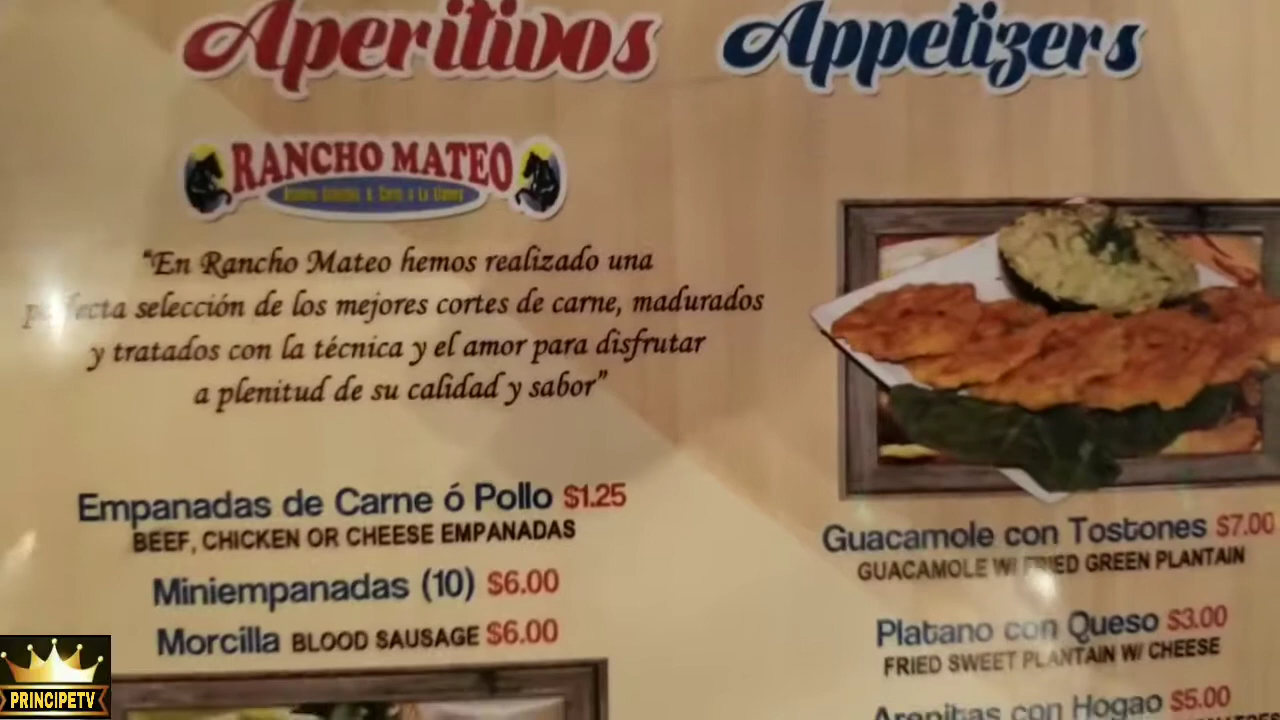 Aperitivos
Appetizers
RANCHO MATEO
"En Rancho Mateo hemos realizado una
perfecta selección de los mejores cortes de carne, madurados
y tratados con la técnica y el amor para disfrutar
a plenitud de su calidad y sabor"
Empanadas de Carne ó Pollo $1.25
BEEF, CHICKEN OR CHEESE EMPANADAS
Miniempanadas (10) $6.00
Morcilla BLOOD SAUSAGE $6.00
Guacamole con Tostones $7.00
GUACAMOLE W/ FRIED GREEN PLANTAIN
Platano con Queso $3.00
FRIED SWEET PLANTAIN W/ CHEESE
Arepitas con Hogao $5.00
PRINCIPETV